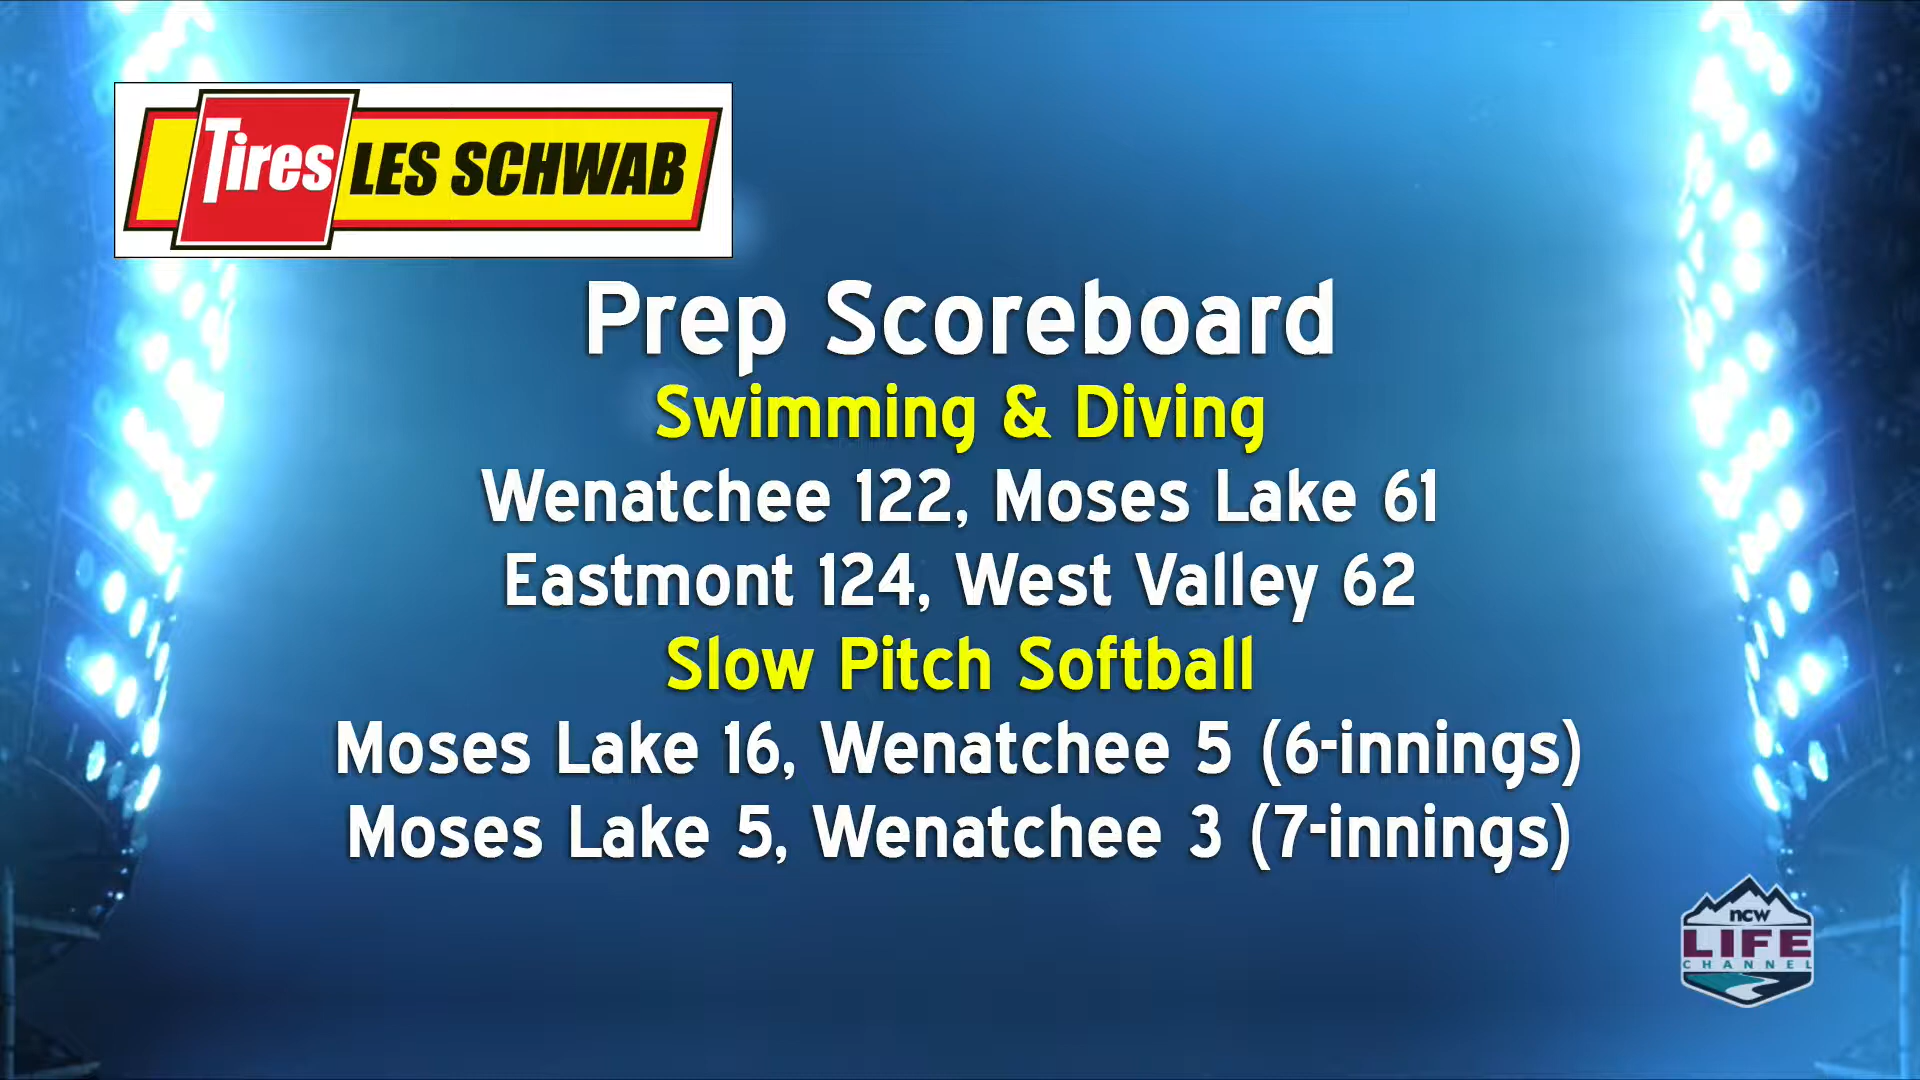 Tires LES SCHWAB
Prep Scoreboard
Swimming & Diving
Wenatchee 122, Moses Lake 61
Eastmont 124, West Valley 62
Slow Pitch Softball
Moses Lake 16, Wenatchee 5 (6-innings)
Moses Lake 5, Wenatchee 3 (7-innings)
ncw
LIFE
CHANNEL